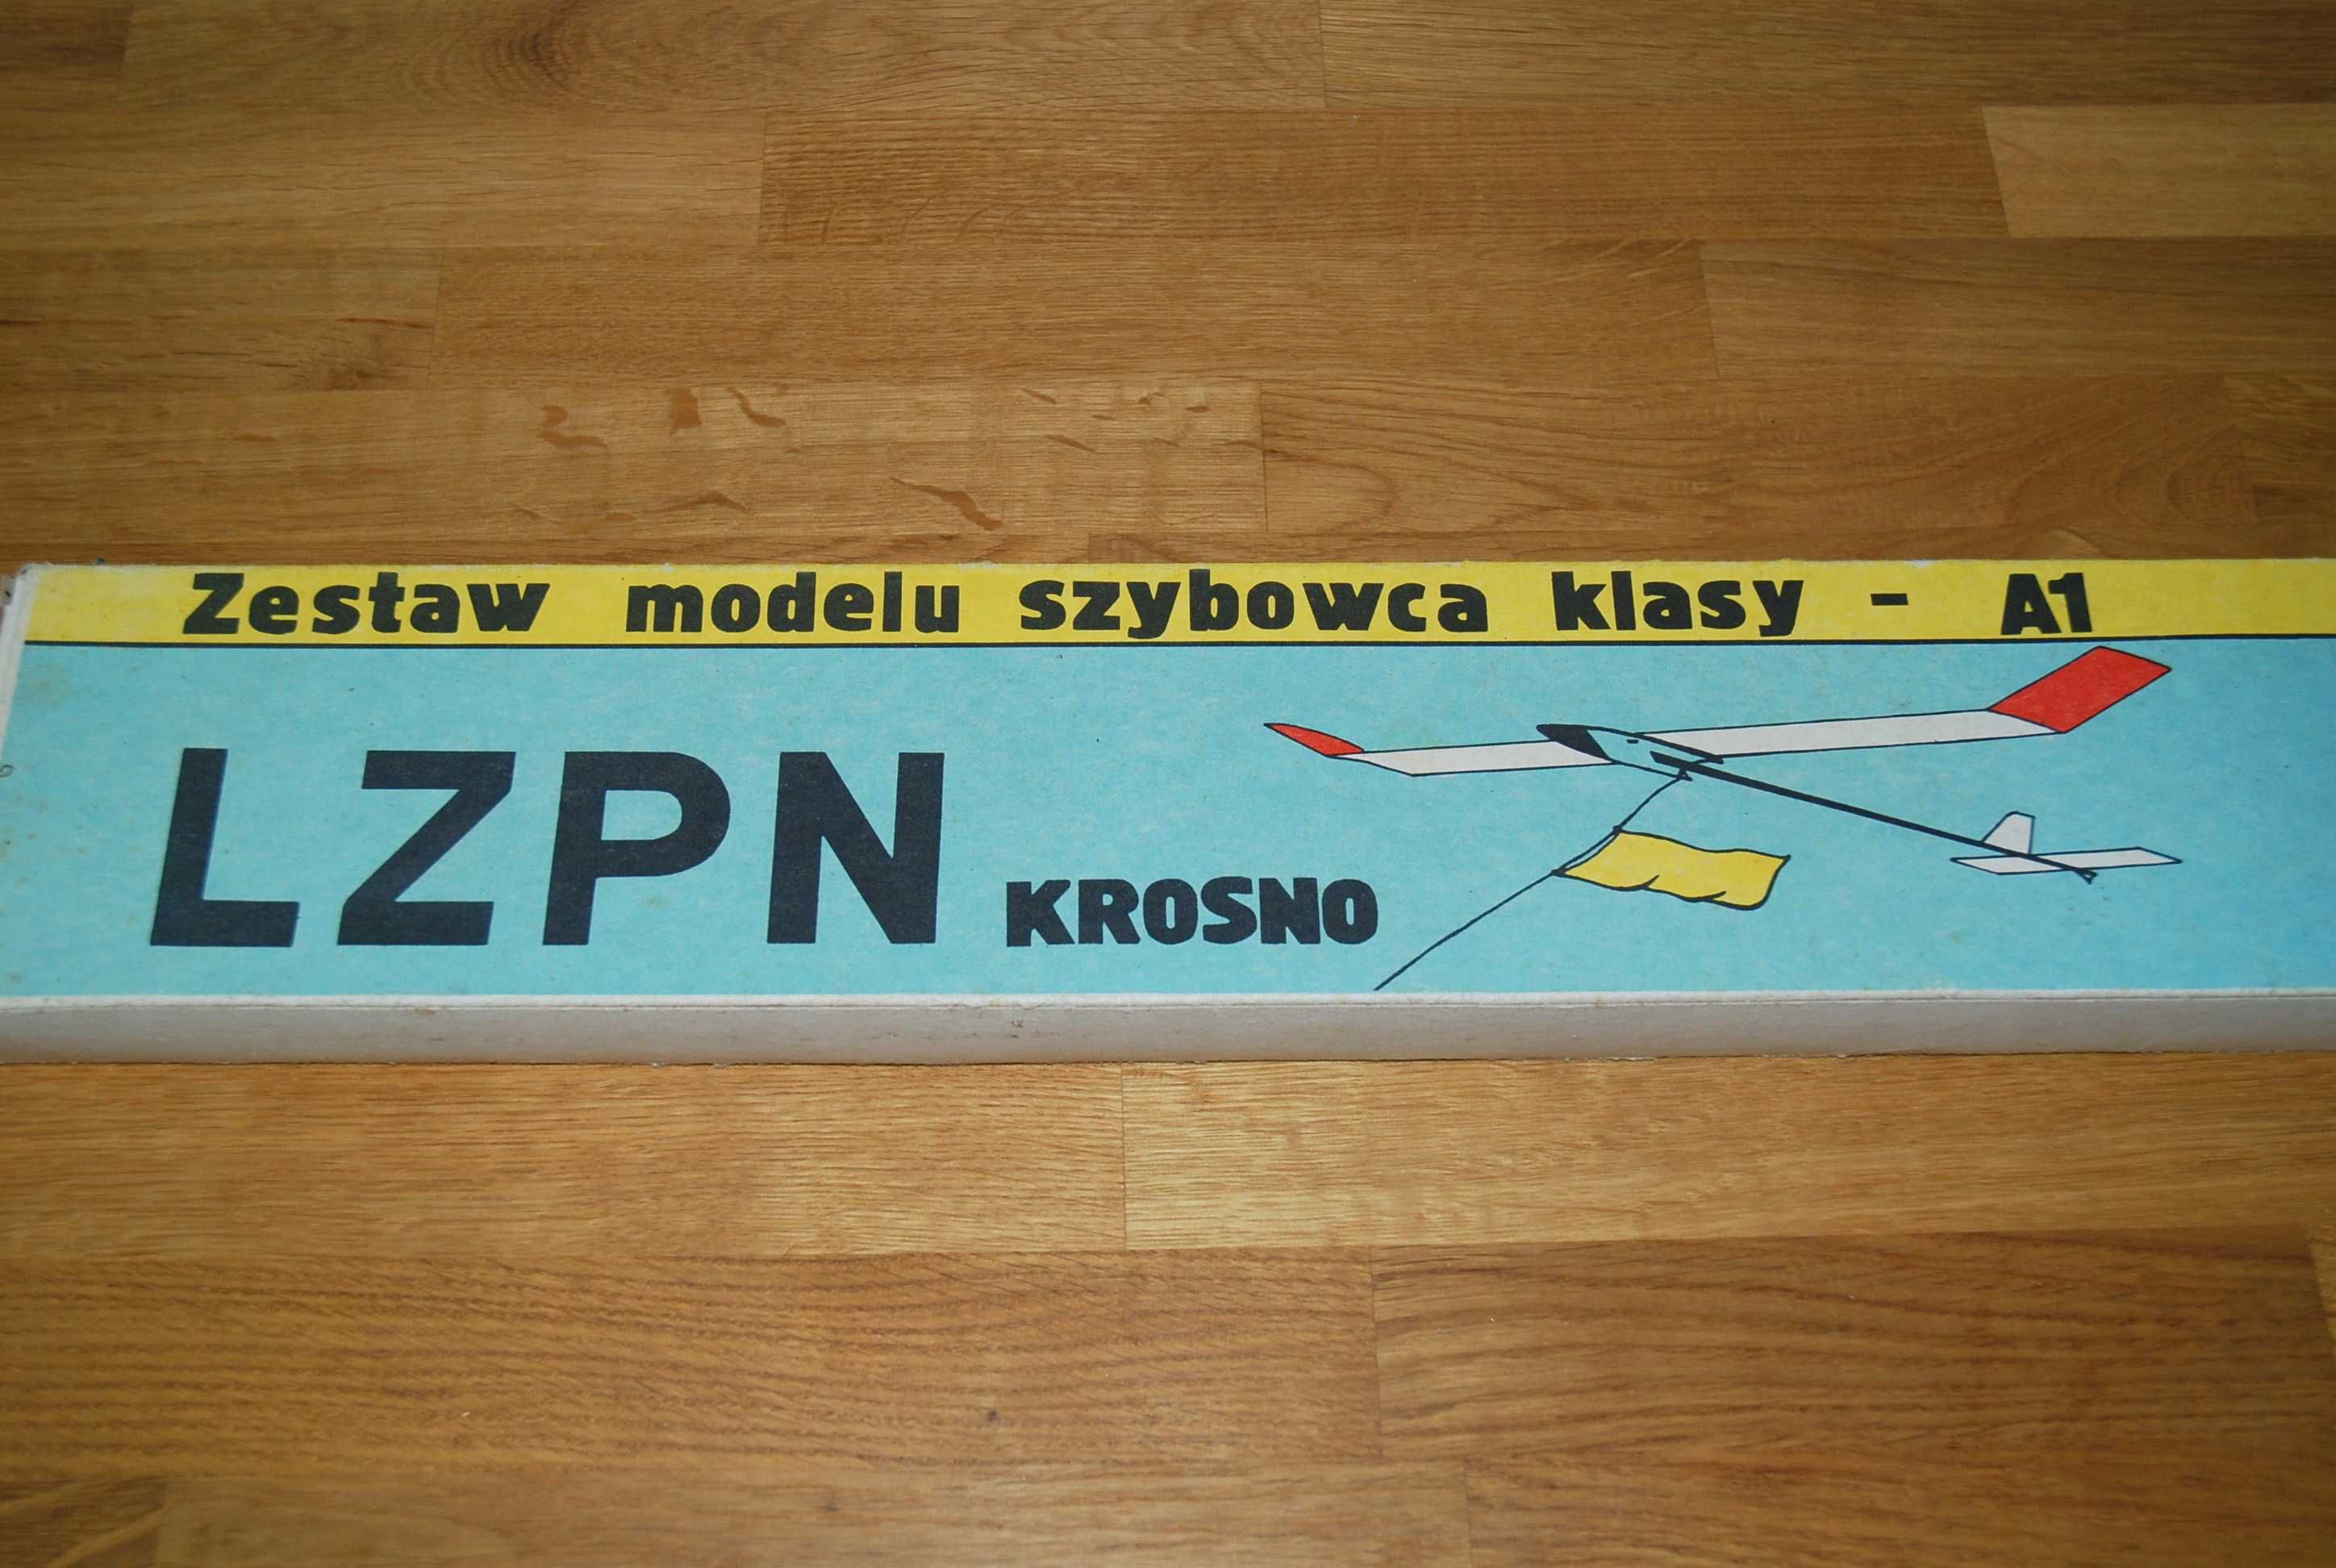 Zestaw modelu szybowca klasy - A1
LZPN KROSNO